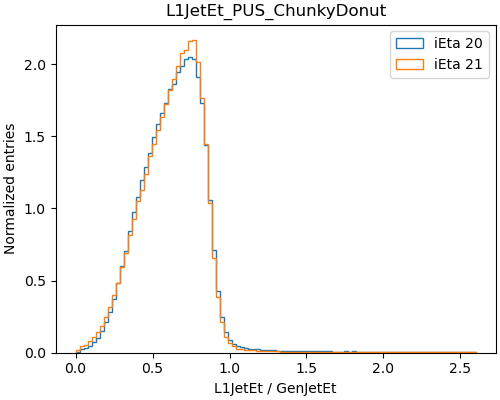 L1JetEt_PUS_ChunkyDonut
iEta 20
iEta 21
Normalized entries
2.0
1.5
1.0
0.5
0.0
0.0 0.5 1.0 1.5 2.0 2.5
L1JetEt / GenJetEt